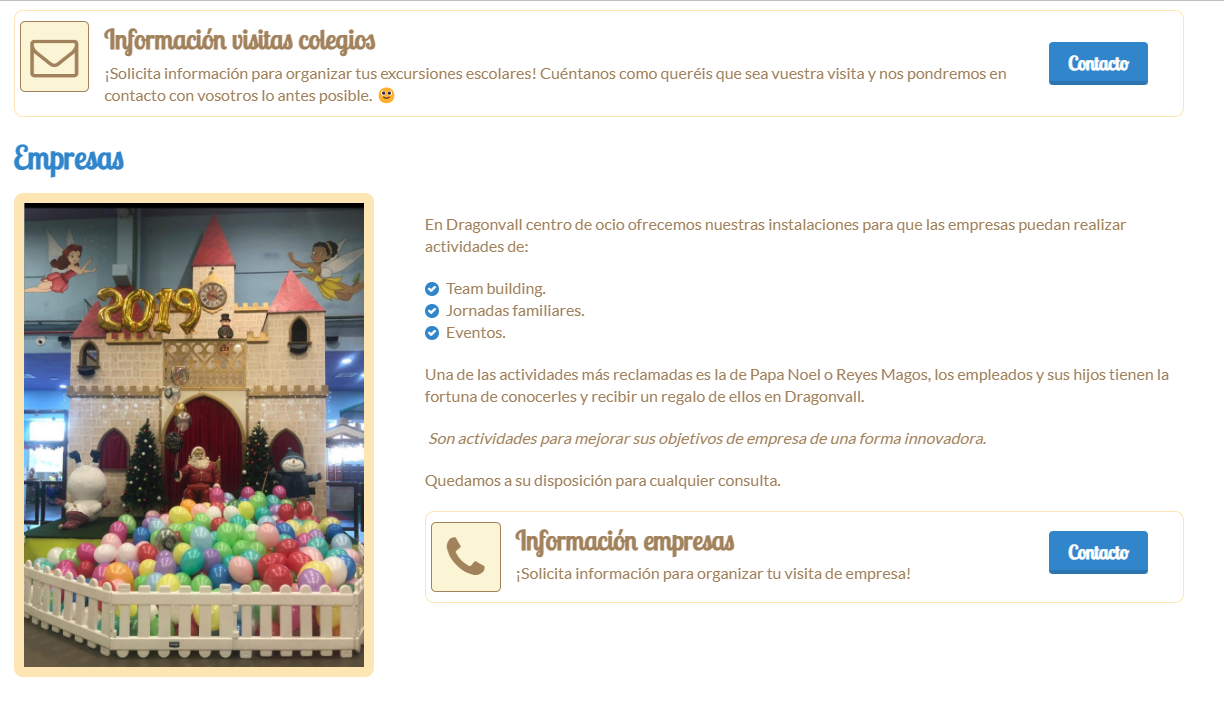 Información visitas colegios
¡Solicita información para organizar tus excursiones escolares! Cuéntanos como queréis que sea vuestra visita y nos pondremos en
contacto con vosotros lo antes posible.
Contacto
Empresas
2019
En Dragonvall centro de ocio ofrecemos nuestras instalaciones para que las empresas puedan realizar
actividades de:
Team building.
Jornadas familiares.
Eventos.
Una de las actividades más reclamadas es la de Papa Noel o Reyes Magos, los empleados y sus hijos tienen la
fortuna de conocerles y recibir un regalo de ellos en Dragonvall.
Son actividades para mejorar sus objetivos de empresa de una forma innovadora.
Quedamos a su disposición para cualquier consulta.
Información empresas
¡Solicita información para organizar tu visita de empresa!
Contacto